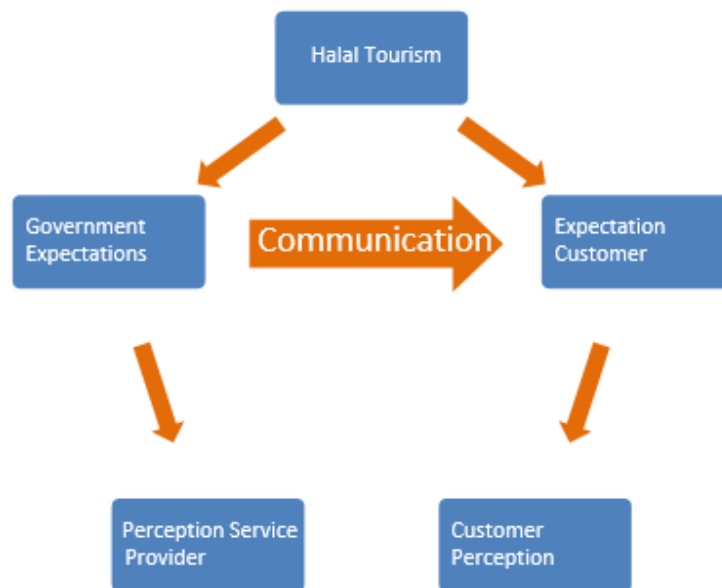 Halal Tourism
Government
Expectations
Communication
Expectation
Customer
Perception Service
Provider
Customer
Perception